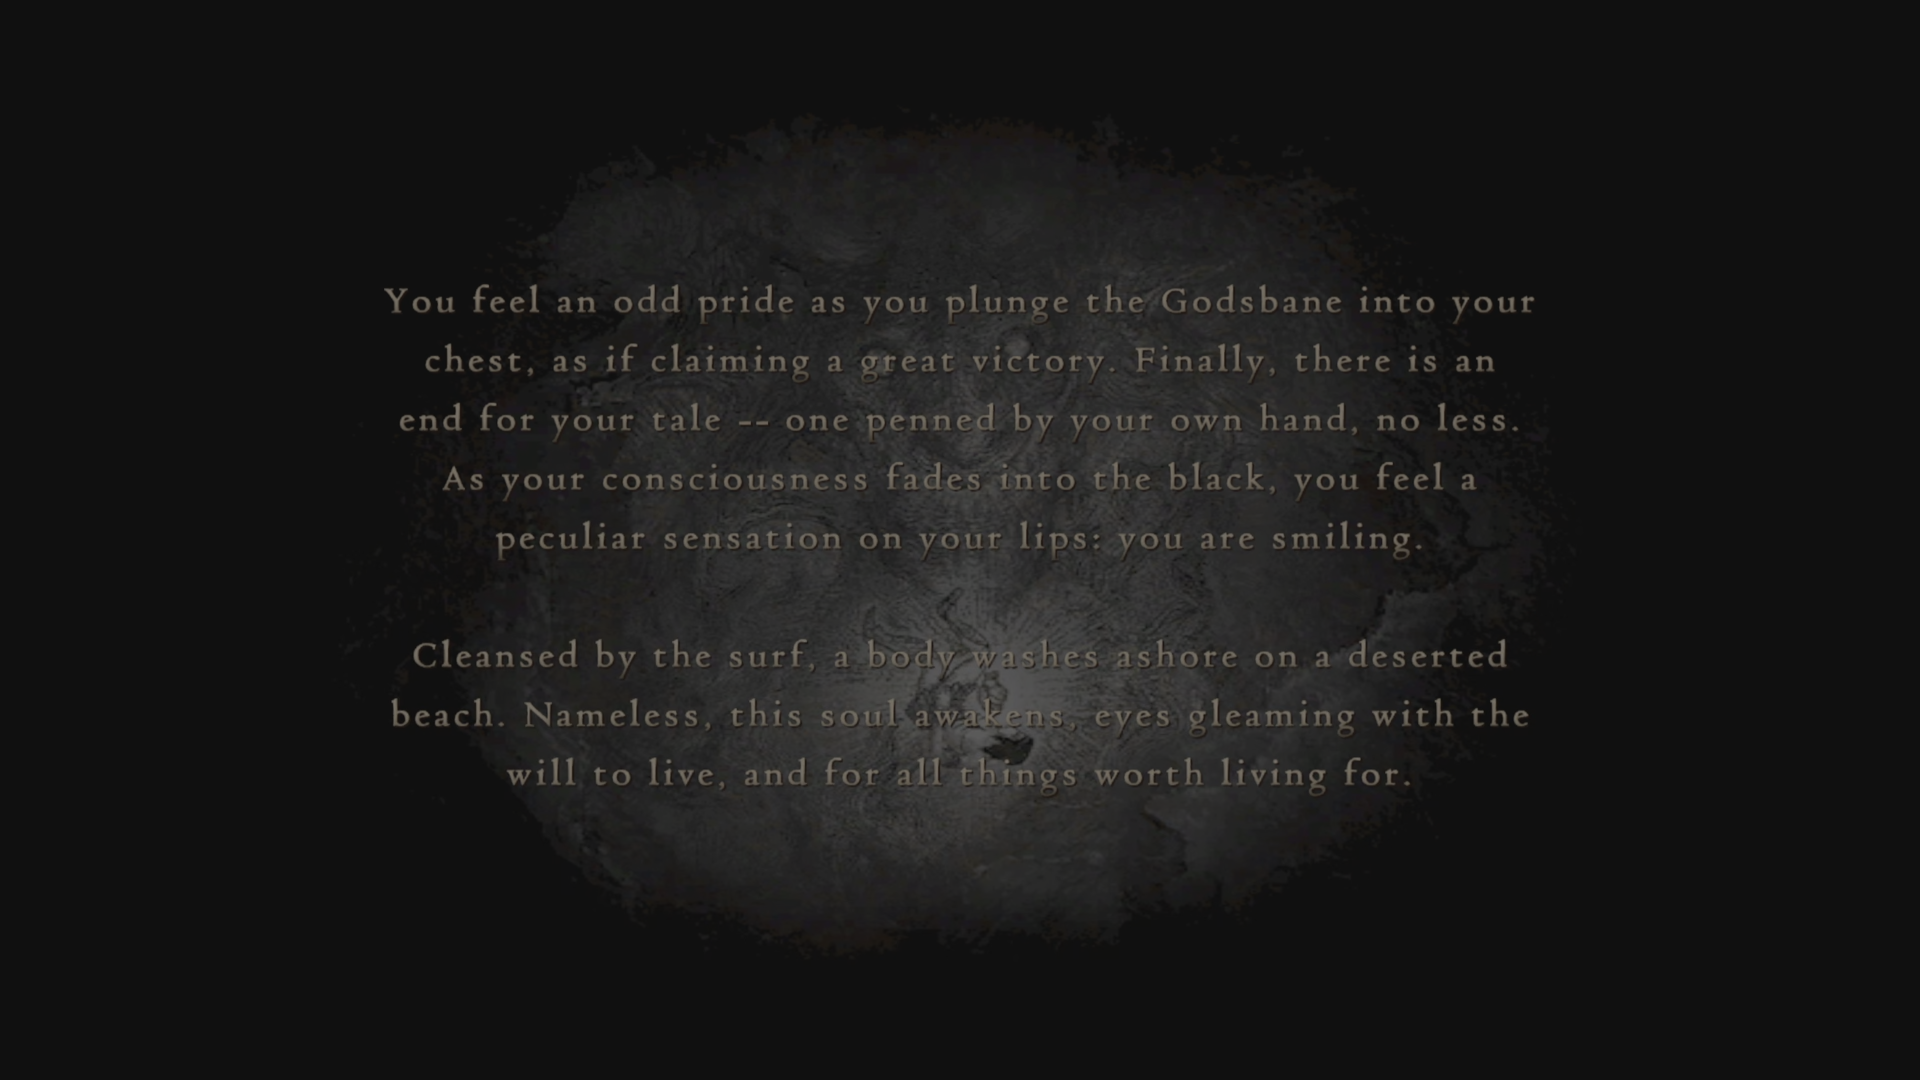 You feel an odd pride as you plunge the Godsbane into your
chest, as if claiming a great victory. Finally, there is an
end for your tale -- one penned by your own hand, no less.
As your consciousness fades into the black, you feel a
peculiar sensation on your lips: you are smiling.
Cleansed by the surf, a body washes ashore on a deserted
beach. Nameless, this soul awakens, eyes gleaming with the
will to live, and for all things worth living for.